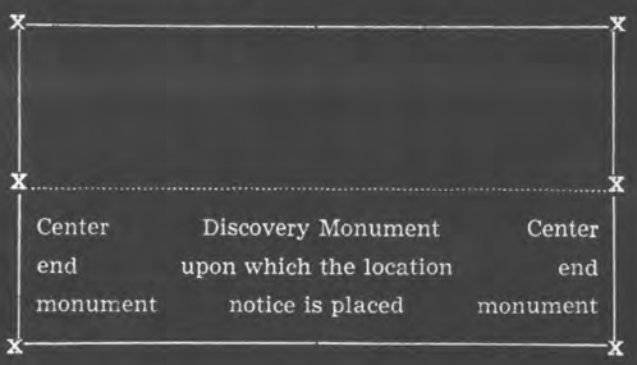 X X
X X
Center Discovery Monument Center
end upon which the location end
monument notice is placed monument
X X